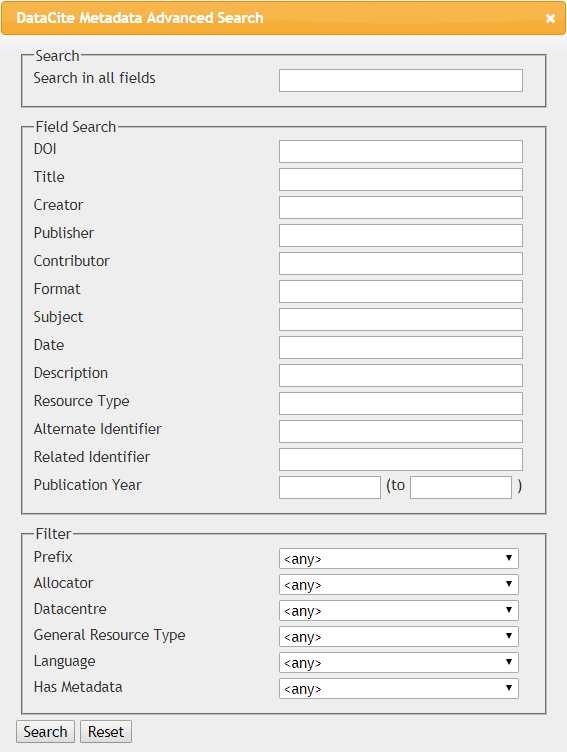 DataCite Metadata Advanced Search
Search
Search in all fields
Field Search
DOI
Title
Creator
Publisher
Contributor
Format
Subject
Date
Description
Resource Type
Alternate Identifier
Related Identifier
Publication Year (to )
Filter
Prefix <any>
Allocator <any>
Datacentre <any>
General Resource Type <any>
Language <any>
Has Metadata <any>
Search Reset